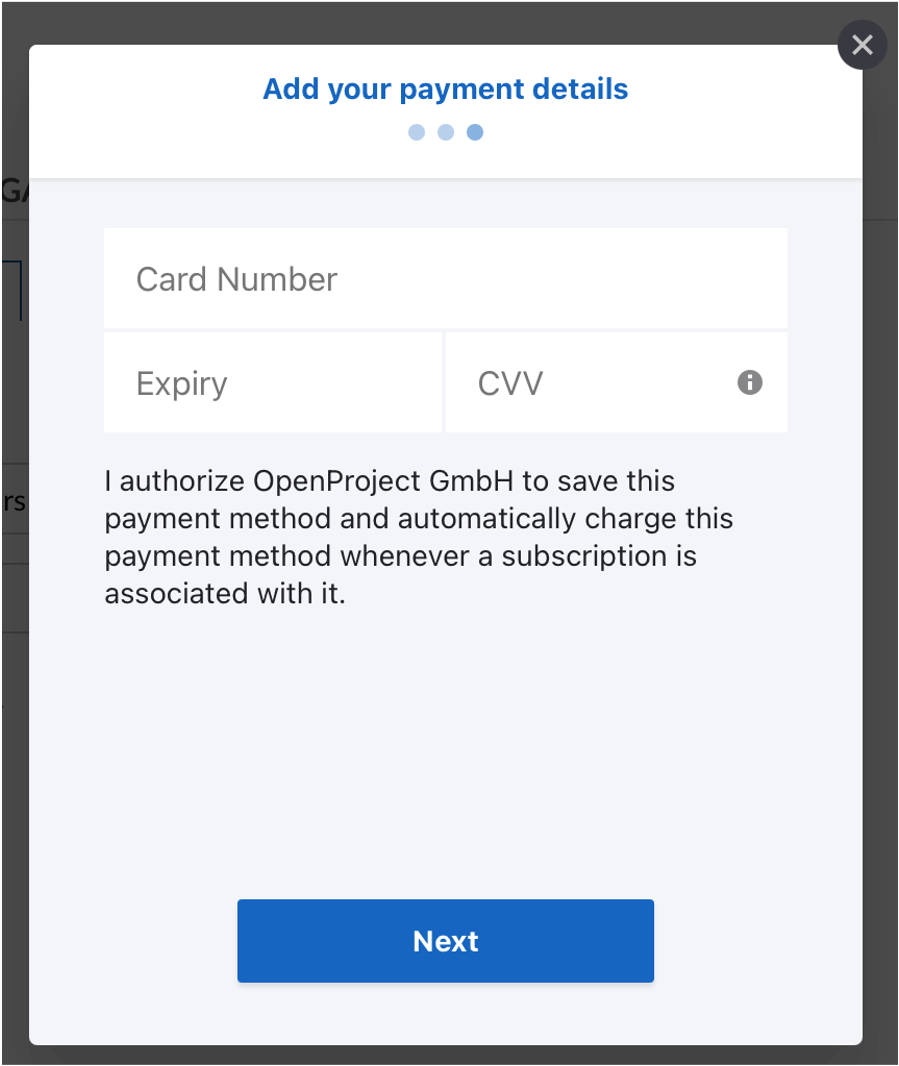 Add your payment details
Card Number
Expiry
CVV
I authorize OpenProject GmbH to save this
payment method and automatically charge this
payment method whenever a subscription is
associated with it.
Next